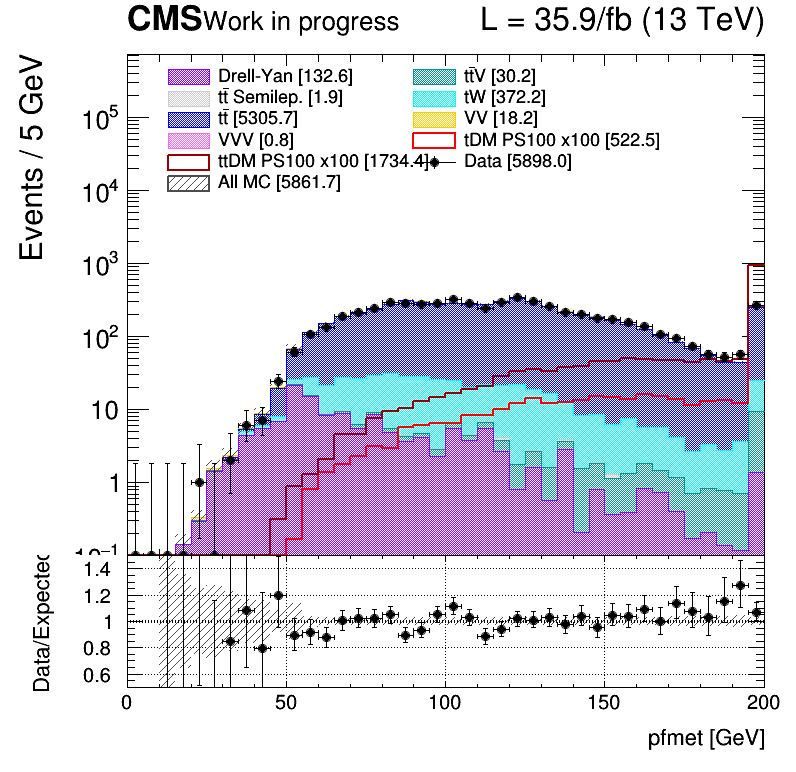 CMS Work in progress L = 35.9/fb (13 TeV)
Events / 5 GeV
Drell-Yan [132.6] tt̄V [30.2]
tt̄ Semilep. [1.9] tW [372.2]
tt̄ [5305.7] VV [18.2]
VVV [0.8] tDM PS100 x100 [522.5]
ttDM PS100 x100 [1734.4] Data [5898.0]
All MC [5861.7]
10⁵
10⁴
10³
10²
10
1
10⁻¹
Data/Expected
1.4
1.2
1
0.8
0.6
0 50 100 150 200
pfmet [GeV]